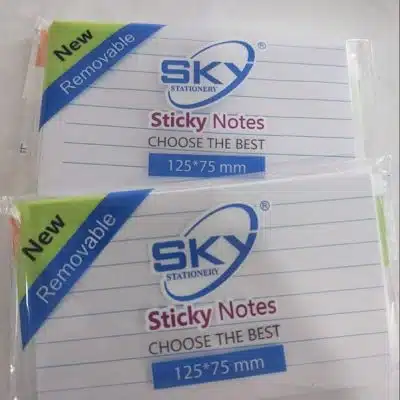 New
Removable
SKY®
STATIONERY
Sticky Notes
CHOOSE THE BEST
125*75 mm
New
Removable
SKY®
STATIONERY
Sticky Notes
CHOOSE THE BEST
125*75 mm